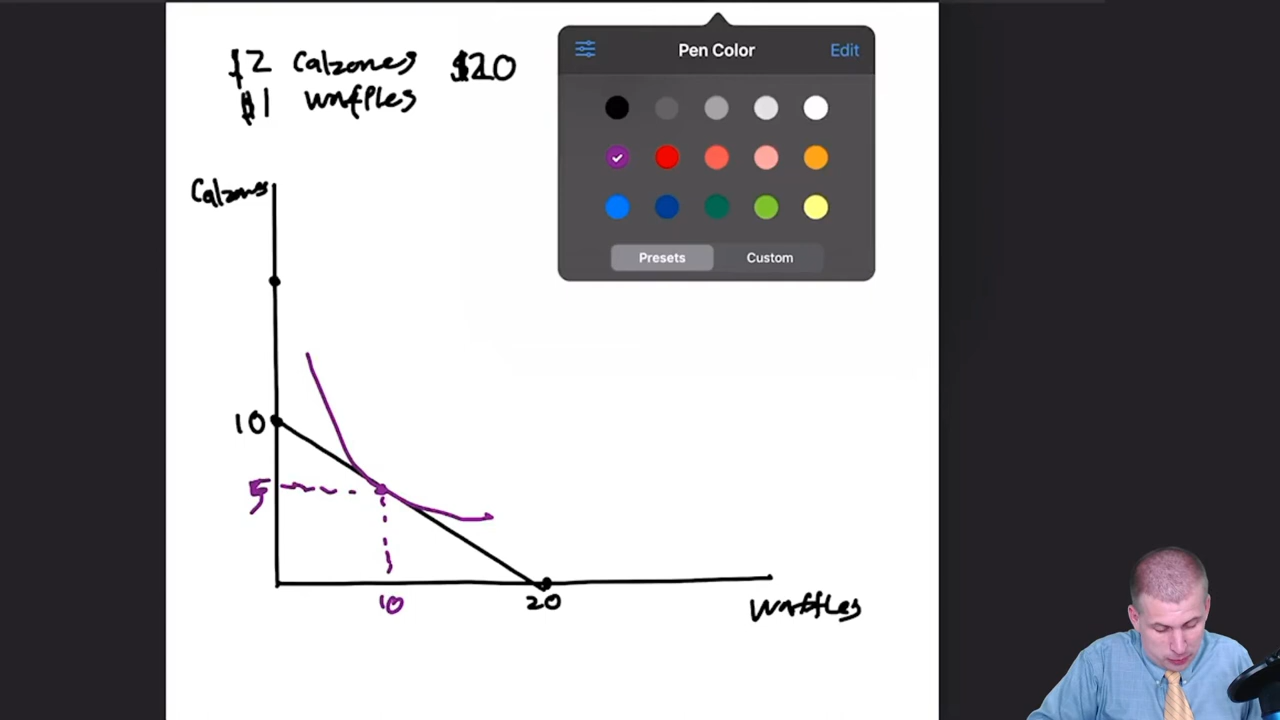 $2 Calzones $20
$1 Waffles
Pen Color
Edit
Presets
Custom
Calzones
10
5
10
20
Waffles